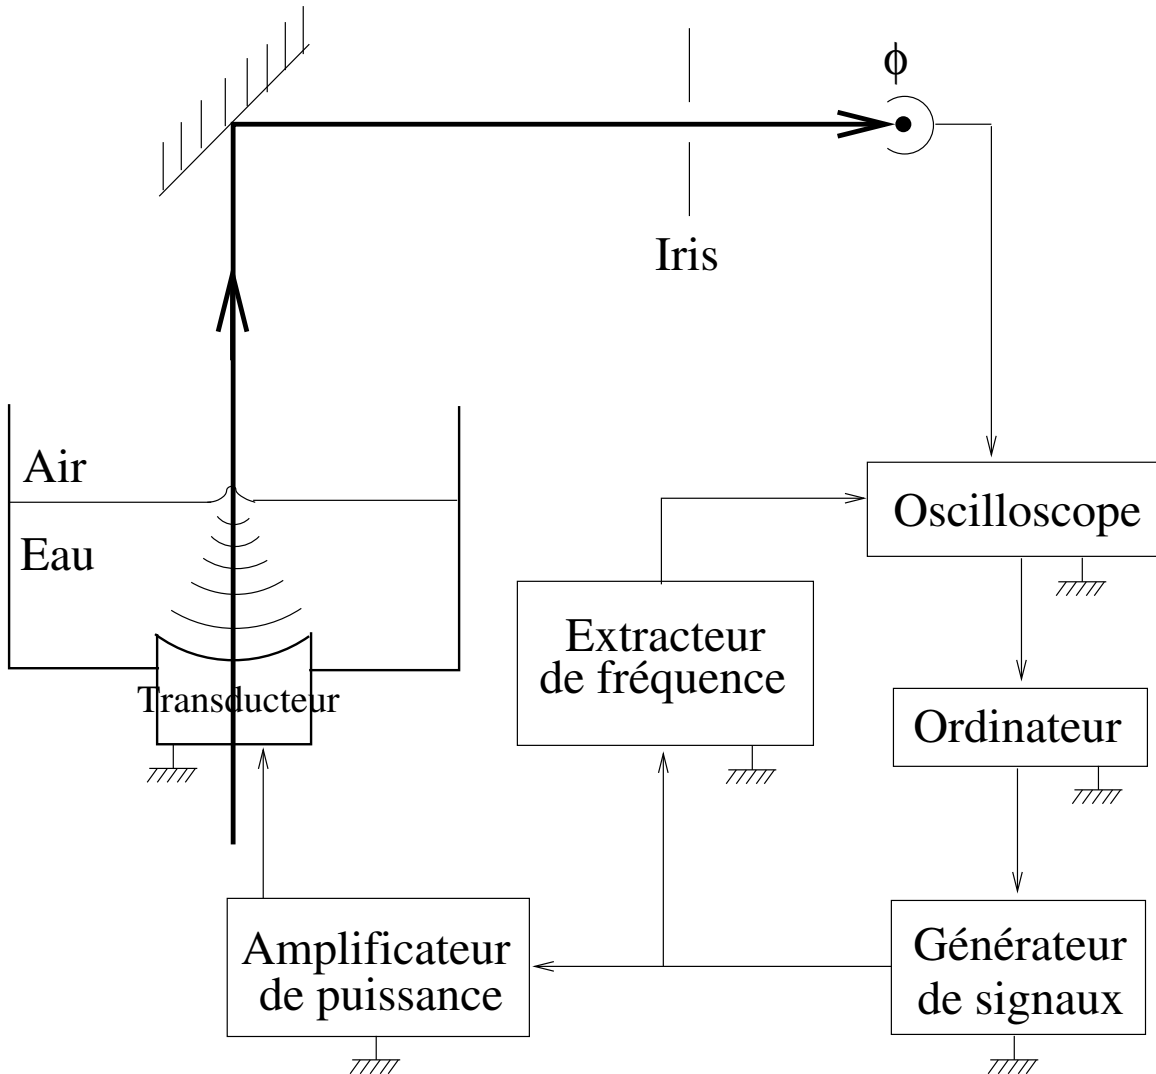 ϕ
Iris
Air
Eau
Oscilloscope
Extracteur
de fréquence
Transducteur
Ordinateur
Amplificateur
de puissance
Générateur
de signaux